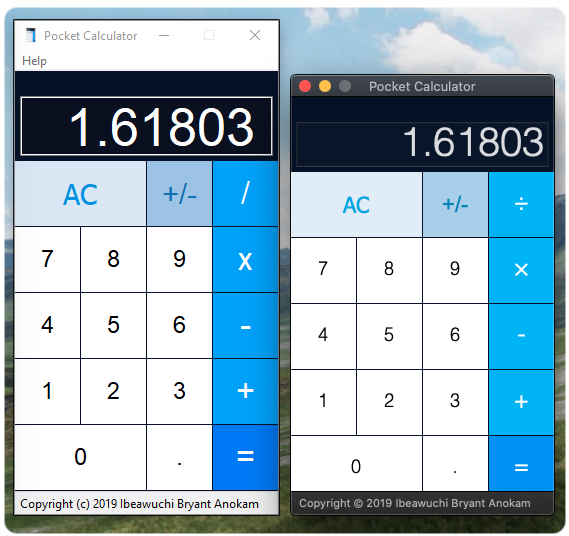 Pocket Calculator
Help
1.61803
AC +/- /
7 8 9 x
4 5 6 -
1 2 3 +
0 . =
Copyright (c) 2019 Ibeawuchi Bryant Anokam
Pocket Calculator
1.61803
AC +/- ÷
7 8 9 ×
4 5 6 -
1 2 3 +
0 . =
Copyright © 2019 Ibeawuchi Bryant Anokam